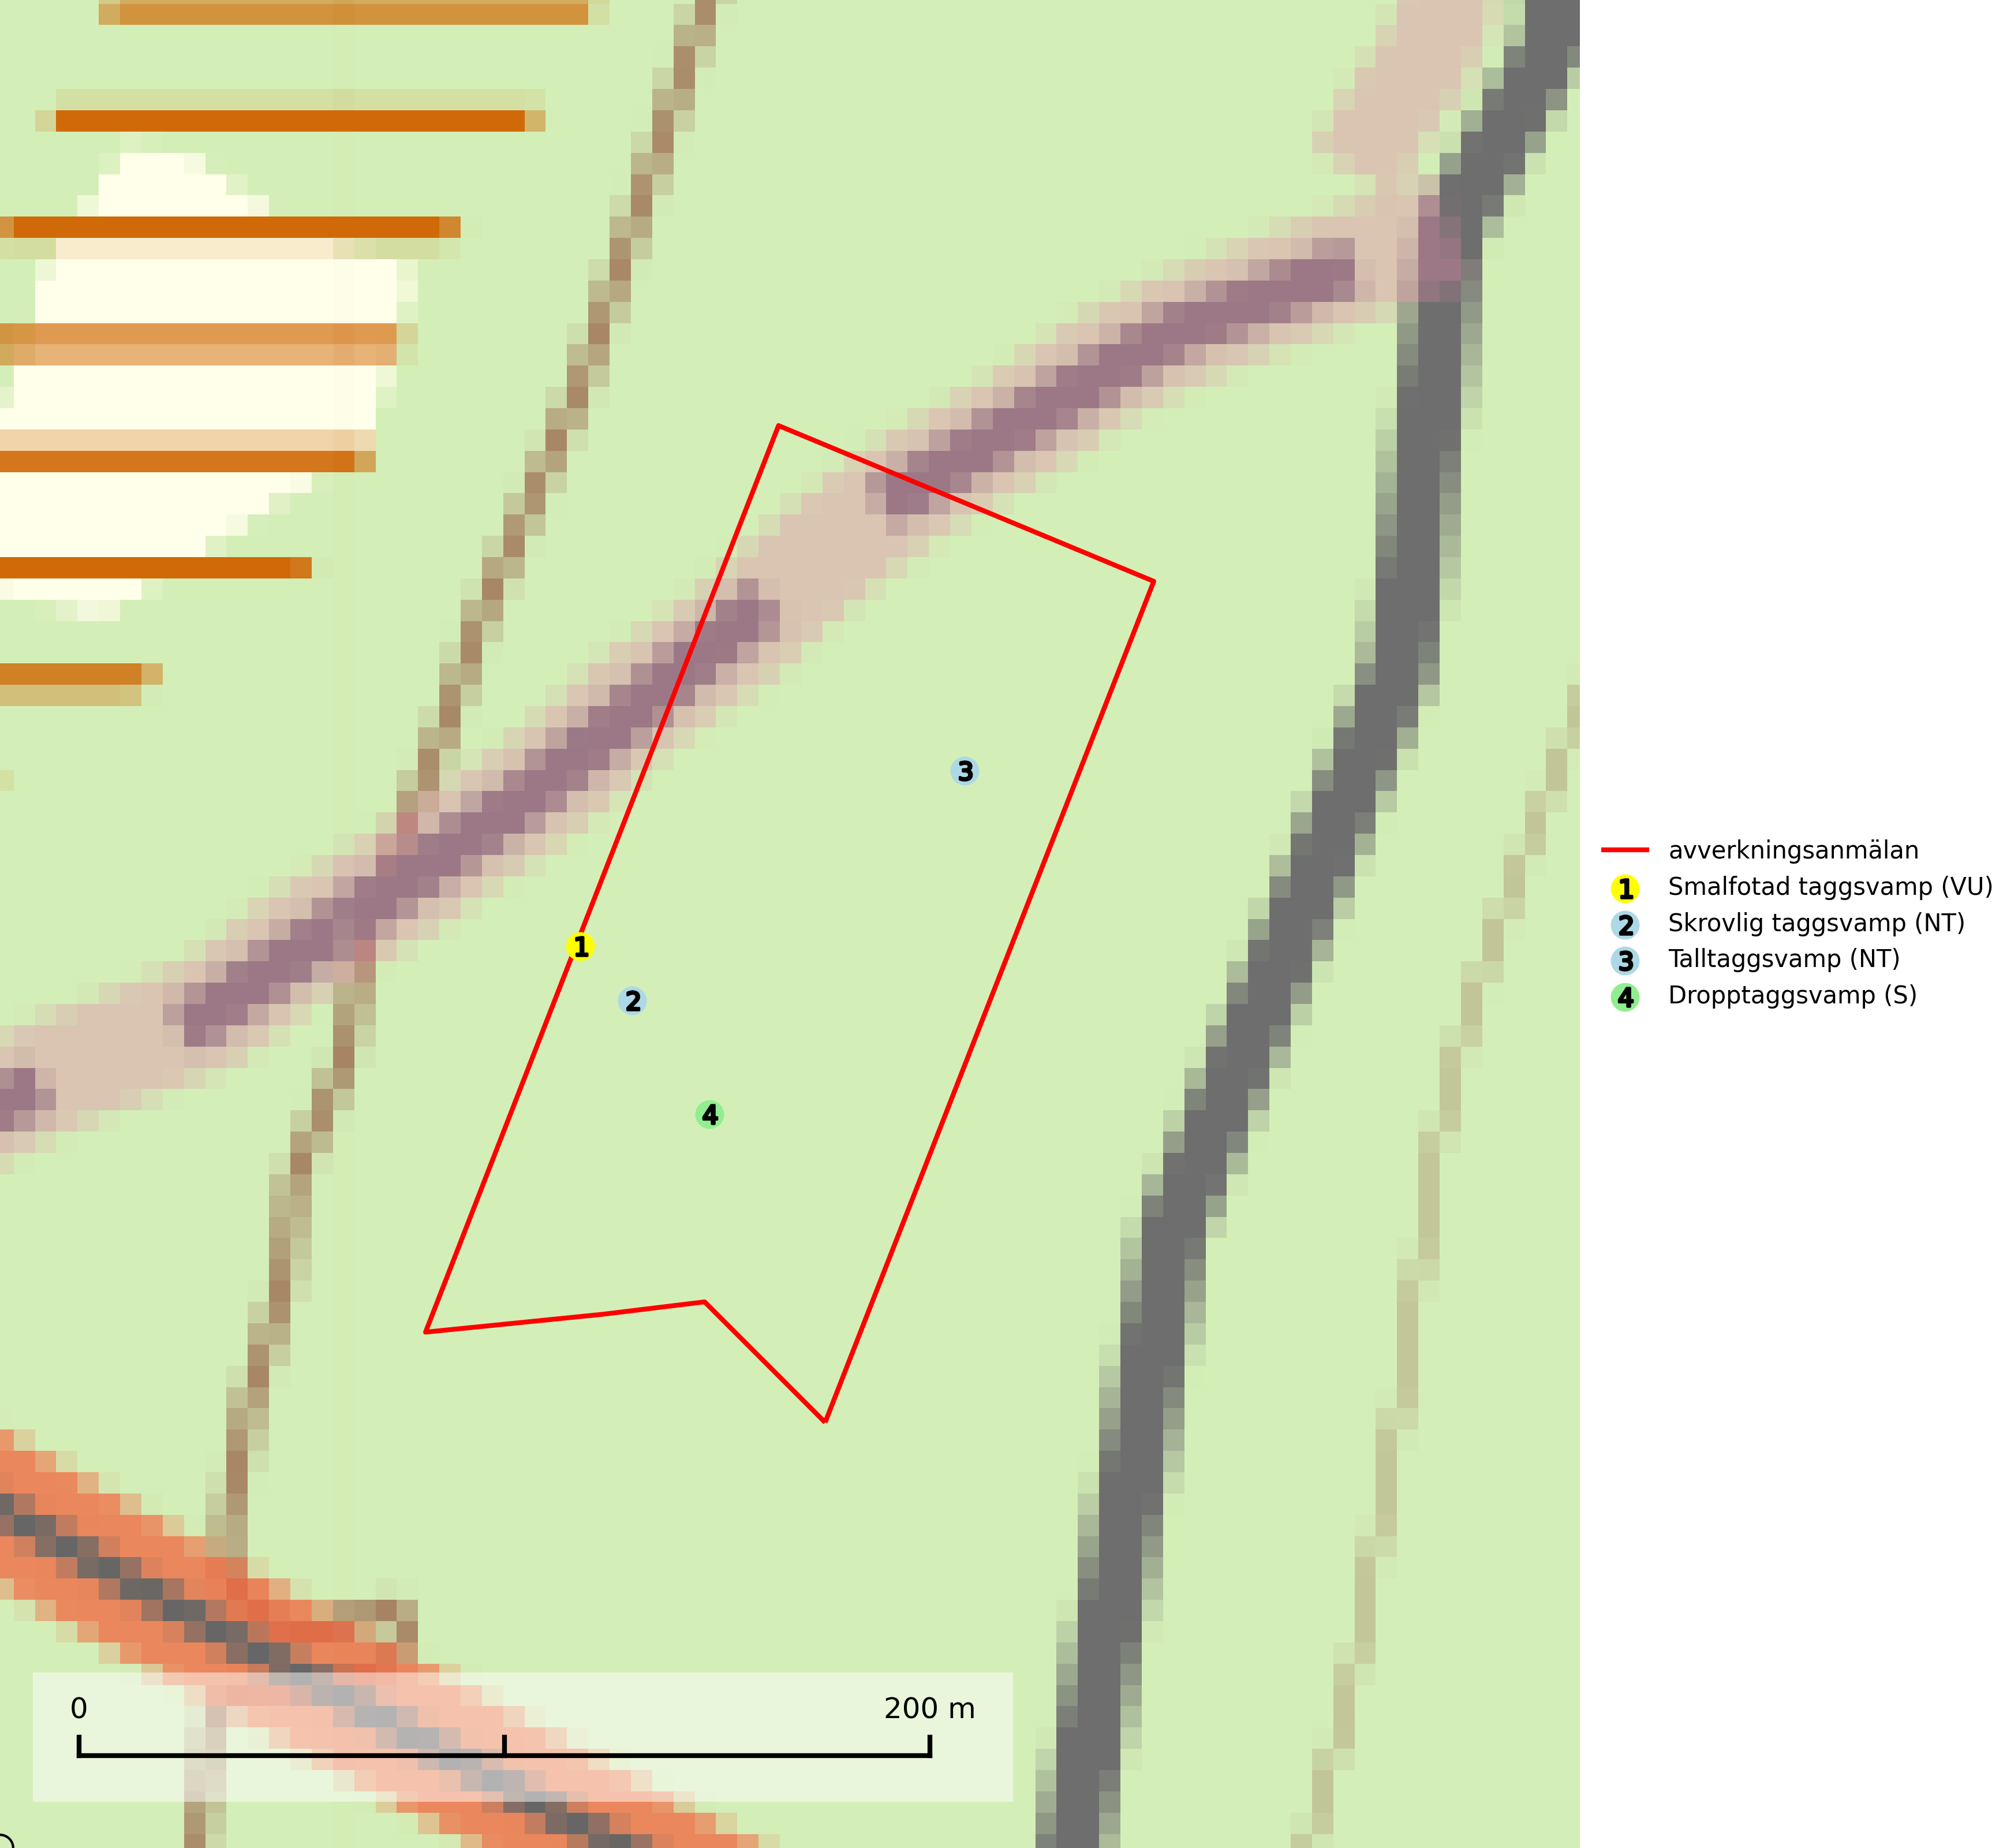 3
1
2
4
avverkningsanmälan
1 Smalfotad taggsvamp (VU)
2 Skrovlig taggsvamp (NT)
3 Talltaggsvamp (NT)
4 Dropptaggsvamp (S)
0 200 m